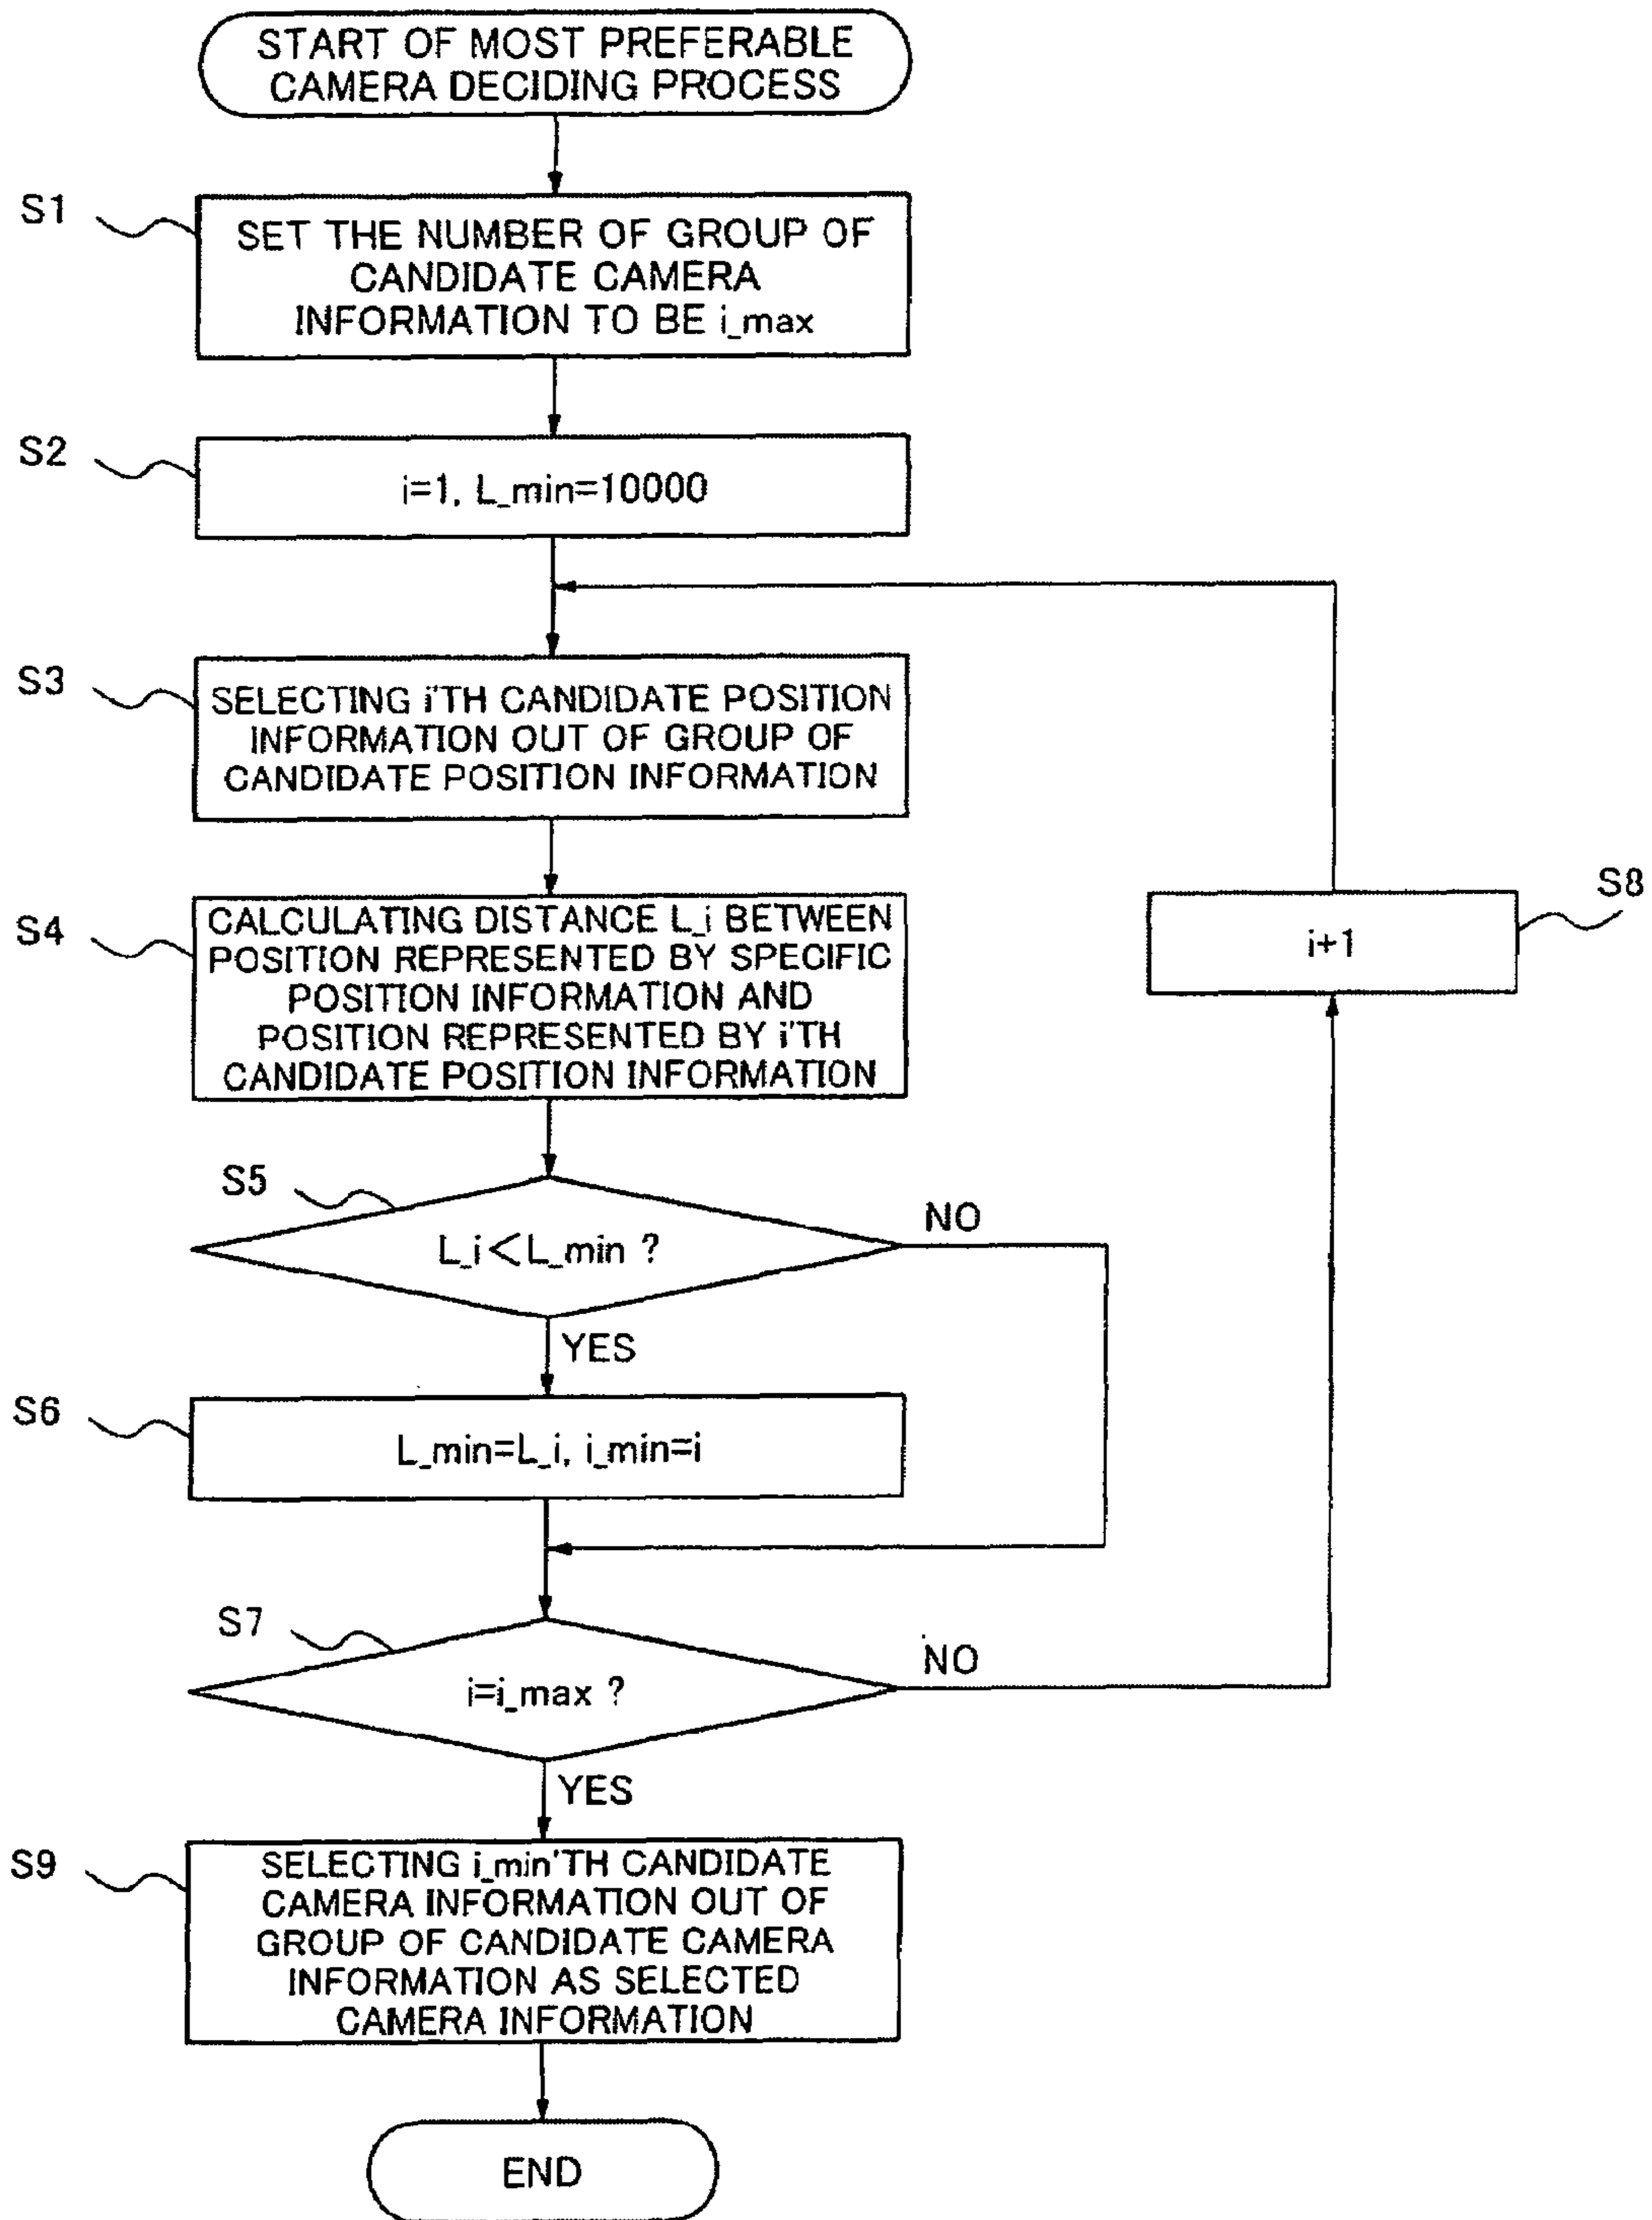 START OF MOST PREFERABLE
CAMERA DECIDING PROCESS
S1
SET THE NUMBER OF GROUP OF
CANDIDATE CAMERA
INFORMATION TO BE i_max
S2
i=1, L_min=10000
S3
SELECTING i'TH CANDIDATE POSITION
INFORMATION OUT OF GROUP OF
CANDIDATE POSITION INFORMATION
S4
CALCULATING DISTANCE L_i BETWEEN
POSITION REPRESENTED BY SPECIFIC
POSITION INFORMATION AND
POSITION REPRESENTED BY i'TH
CANDIDATE POSITION INFORMATION
S8
i+1
S5
L_i<L_min ?
NO
YES
S6
L_min=L_i, i_min=i
S7
i=i_max ?
NO
YES
S9
SELECTING i_min'TH CANDIDATE
CAMERA INFORMATION OUT OF
GROUP OF CANDIDATE CAMERA
INFORMATION AS SELECTED
CAMERA INFORMATION
END